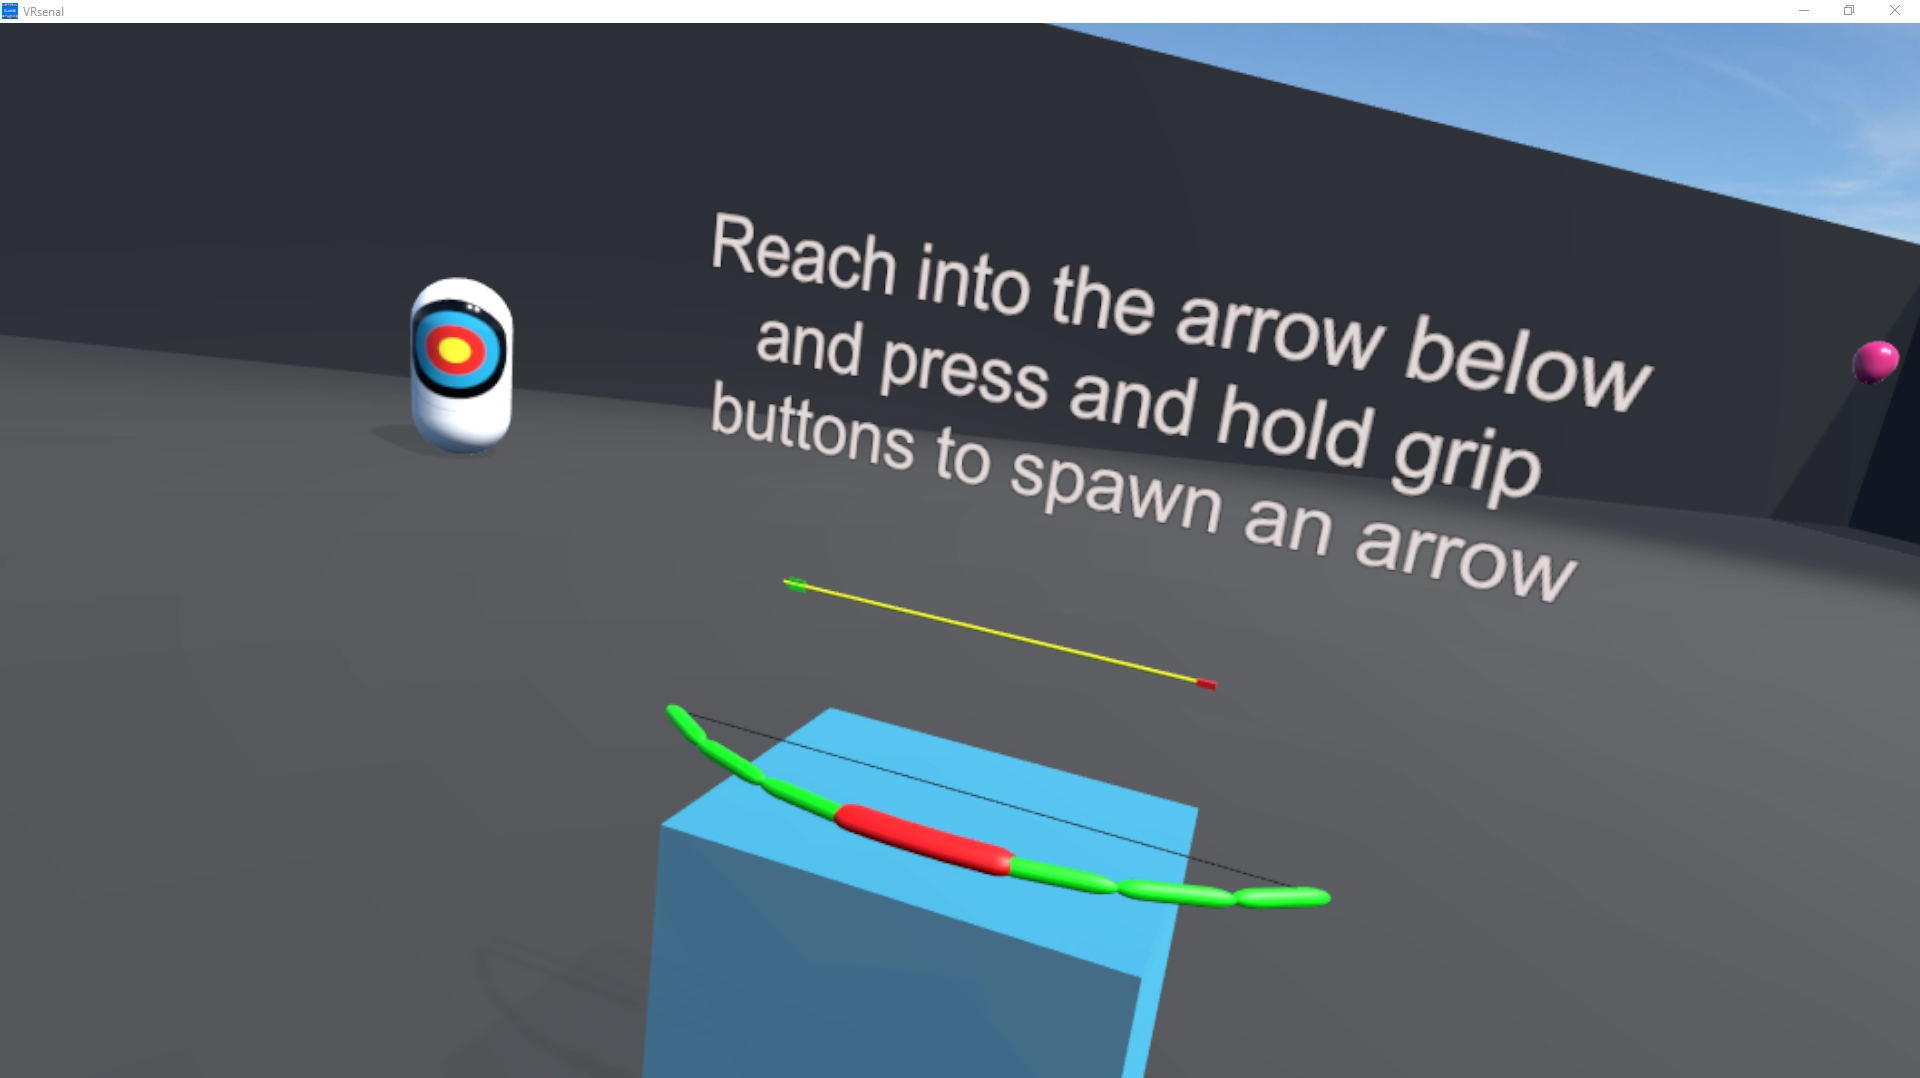 VRsenal
Reach into the arrow below
and press and hold grip
buttons to spawn an arrow